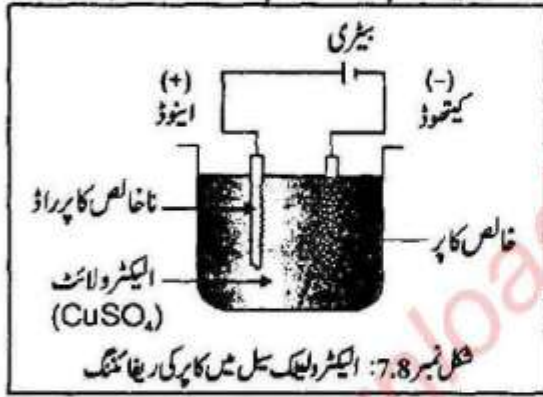 بیٹری
(+)
(−)
اینوڈ
کیتھوڈ
ناخالص کاپر راڈ
خالص کاپر
الیکٹرولائٹ
(CuSO₄)
شکل نمبر 7.8: الیکٹرولیٹک سیل میں کاپر کی ریفائننگ